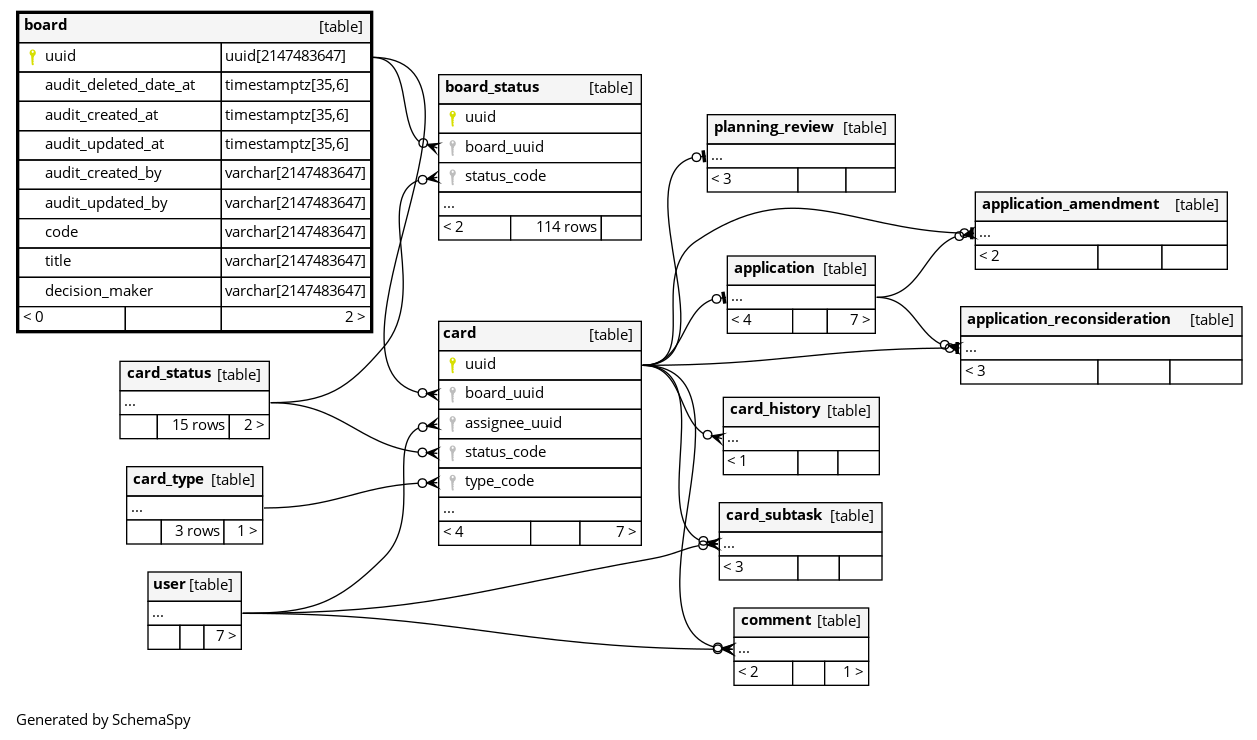 board [table]
uuid uuid[2147483647]
audit_deleted_date_at timestamptz[35,6]
audit_created_at timestamptz[35,6]
audit_updated_at timestamptz[35,6]
audit_created_by varchar[2147483647]
audit_updated_by varchar[2147483647]
code varchar[2147483647]
title varchar[2147483647]
decision_maker varchar[2147483647]
< 0 2 >
board_status [table]
uuid
board_uuid
status_code
...
< 2 114 rows
planning_review [table]
...
< 3
application_amendment [table]
...
< 2
application [table]
...
< 4 7 >
application_reconsideration [table]
...
< 3
card [table]
uuid
board_uuid
assignee_uuid
status_code
type_code
...
< 4 7 >
card_status [table]
...
15 rows 2 >
card_type [table]
...
3 rows 1 >
user [table]
...
7 >
card_history [table]
...
< 1
card_subtask [table]
...
< 3
comment [table]
...
< 2 1 >
Generated by SchemaSpy